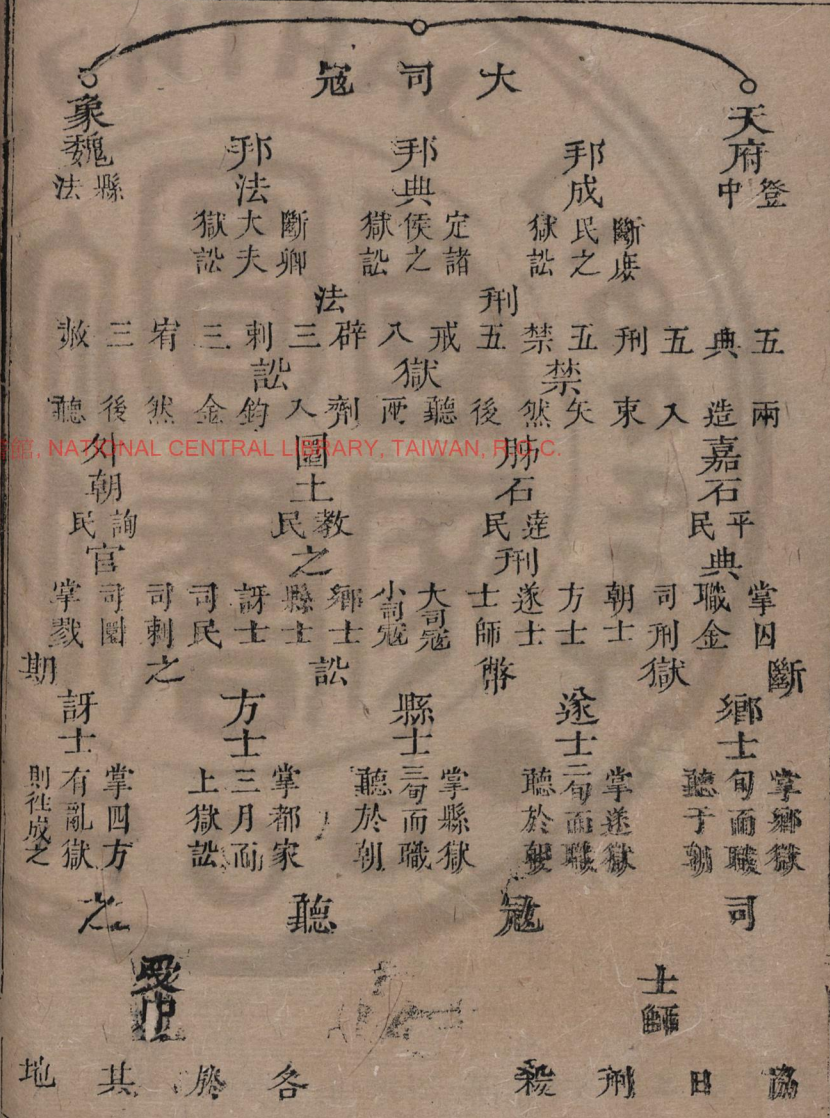 大司寇
天府
登中
邦成
斷庶民之獄訟
邦典
定諸侯之獄訟
邦法
斷卿大夫獄訟
象魏
縣法
刑法
五典五刑五禁五戒八辟三刺三宥三赦
禁獄訟
兩造入束矢然後聽兩劑入鈞金然後聽
嘉石
平民
肺石
達民
圜土
教民
外朝
詢民
館, NATIONAL CENTRAL LIBRARY, TAIWAN, R.O.C.
典刑之官
掌囚
職金
司刑
朝士
方士
遂士
士師
大司寇
小司寇
鄉士
縣士
訝士
司民
司刺
司圜
掌戮
斷獄幣訟之期
鄉士
掌鄉獄旬而職聽于朝
遂士
掌遂獄二旬而職聽於朝
縣士
掌縣獄三旬而職聽於朝
方士
掌都家三月而上獄訟
訝士
掌四方有亂獄則往成之
司寇聽之
士師
受中
協日刑殺
各於其地